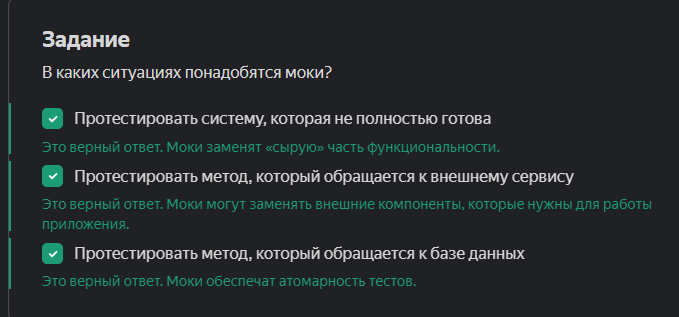 Задание
В каких ситуациях понадобятся моки?
Протестировать систему, которая не полностью готова
Это верный ответ. Моки заменят «сырую» часть функциональности.
Протестировать метод, который обращается к внешнему сервису
Это верный ответ. Моки могут заменять внешние компоненты, которые нужны для работы
приложения.
Протестировать метод, который обращается к базе данных
Это верный ответ. Моки обеспечат атомарность тестов.